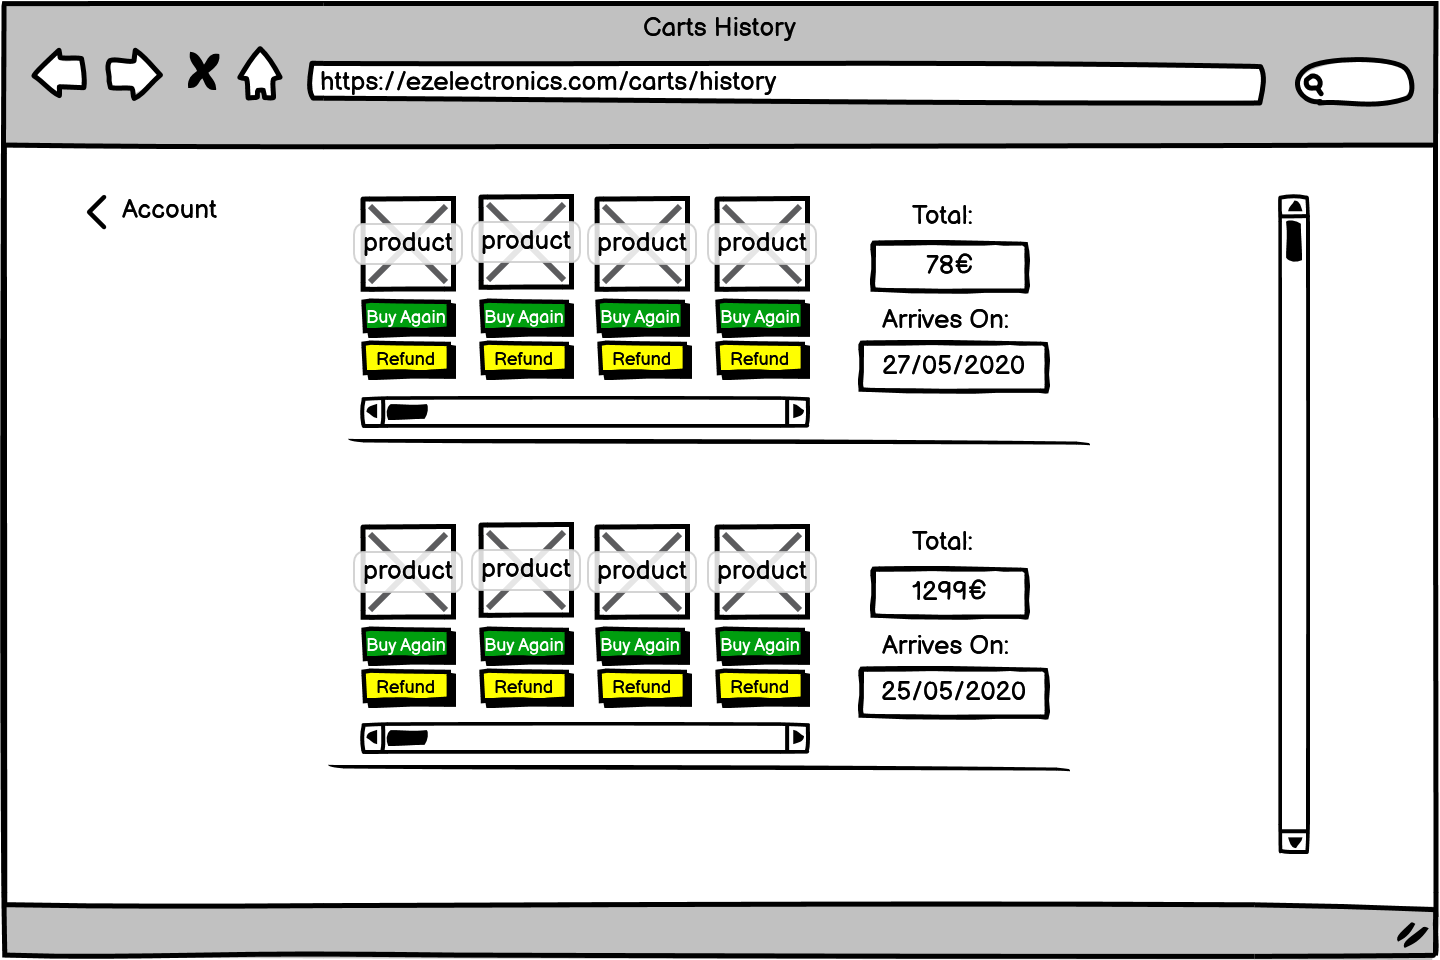 Carts History
https://ezelectronics.com/carts/history
Account
product product product product
Buy Again Buy Again Buy Again Buy Again
Refund Refund Refund Refund
Total:
78€
Arrives On:
27/05/2020
product product product product
Buy Again Buy Again Buy Again Buy Again
Refund Refund Refund Refund
Total:
1299€
Arrives On:
25/05/2020